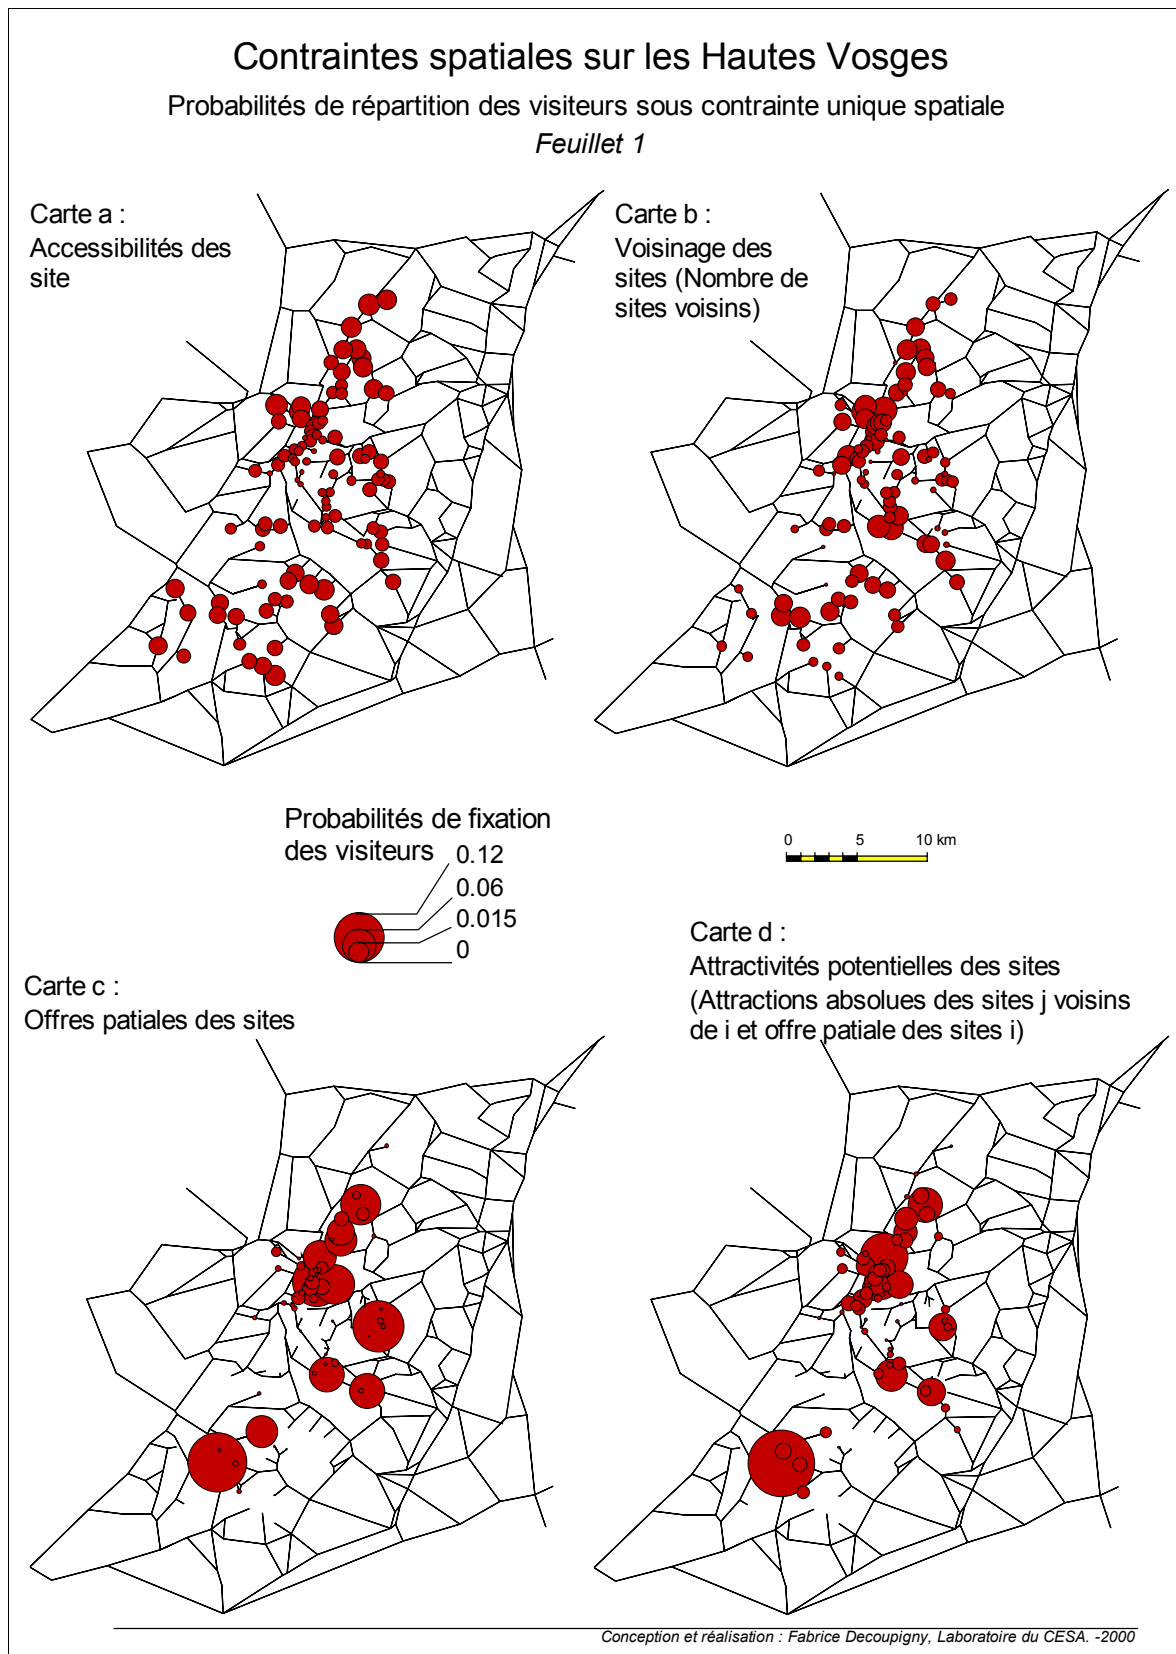 Contraintes spatiales sur les Hautes Vosges
Probabilités de répartition des visiteurs sous contrainte unique spatiale
Feuillet 1
Carte a :
Accessibilités des
site
Carte b :
Voisinage des
sites (Nombre de
sites voisins)
Probabilités de fixation
des visiteurs
0.12
0.06
0.015
0
0 5 10 km
Carte c :
Offres patiales des sites
Carte d :
Attractivités potentielles des sites
(Attractions absolues des sites j voisins
de i et offre patiale des sites i)
Conception et réalisation : Fabrice Decoupigny, Laboratoire du CESA. -2000